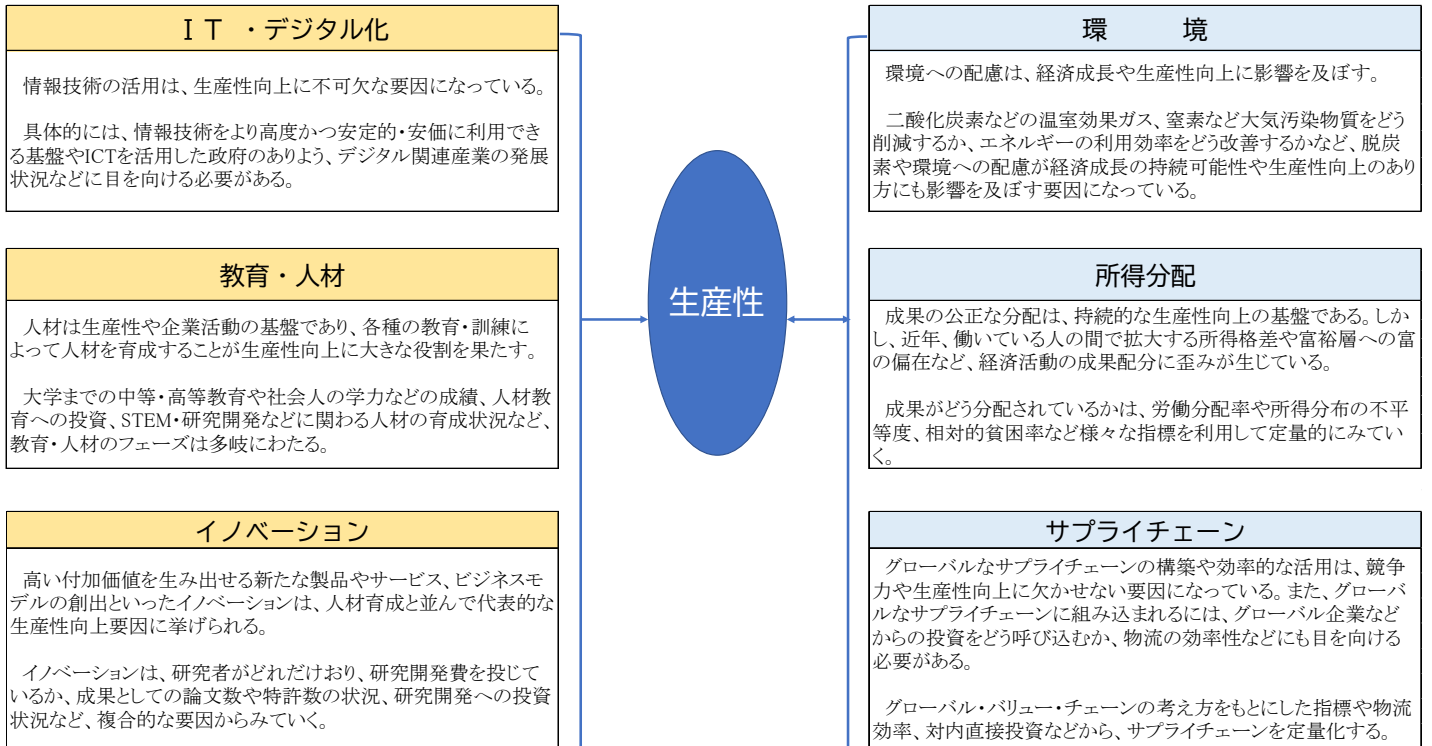 ＩＴ ・デジタル化
情報技術の活用は、生産性向上に不可欠な要因になっている。
具体的には、情報技術をより高度かつ安定的・安価に利用でき
る基盤やICTを活用した政府のありよう、デジタル関連産業の発展
状況などに目を向ける必要がある。
教育・人材
人材は生産性や企業活動の基盤であり、各種の教育・訓練に
よって人材を育成することが生産性向上に大きな役割を果たす。
大学までの中等・高等教育や社会人の学力などの成績、人材教
育への投資、STEM・研究開発などに関わる人材の育成状況など、
教育・人材のフェーズは多岐にわたる。
イノベーション
高い付加価値を生み出せる新たな製品やサービス、ビジネスモ
デルの創出といったイノベーションは、人材育成と並んで代表的な
生産性向上要因に挙げられる。
イノベーションは、研究者がどれだけおり、研究開発費を投じて
いるか、成果としての論文数や特許数の状況、研究開発への投資
状況など、複合的な要因からみていく。
生産性
環　　境
環境への配慮は、経済成長や生産性向上に影響を及ぼす。
二酸化炭素などの温室効果ガス、窒素など大気汚染物質をどう
削減するか、エネルギーの利用効率をどう改善するかなど、脱炭
素や環境への配慮が経済成長の持続可能性や生産性向上のあり
方にも影響を及ぼす要因になっている。
所得分配
成果の公正な分配は、持続的な生産性向上の基盤である。しか
し、近年、働いている人の間で拡大する所得格差や富裕層への富
の偏在など、経済活動の成果配分に歪みが生じている。
成果がどう分配されているかは、労働分配率や所得分布の不平
等度、相対的貧困率など様々な指標を利用して定量的にみてい
く。
サプライチェーン
グローバルなサプライチェーンの構築や効率的な活用は、競争
力や生産性向上に欠かせない要因になっている。また、グローバ
ルなサプライチェーンに組み込まれるには、グローバル企業など
からの投資をどう呼び込むか、物流の効率性などにも目を向ける
必要がある。
グローバル・バリュー・チェーンの考え方をもとにした指標や物流
効率、対内直接投資などから、サプライチェーンを定量化する。